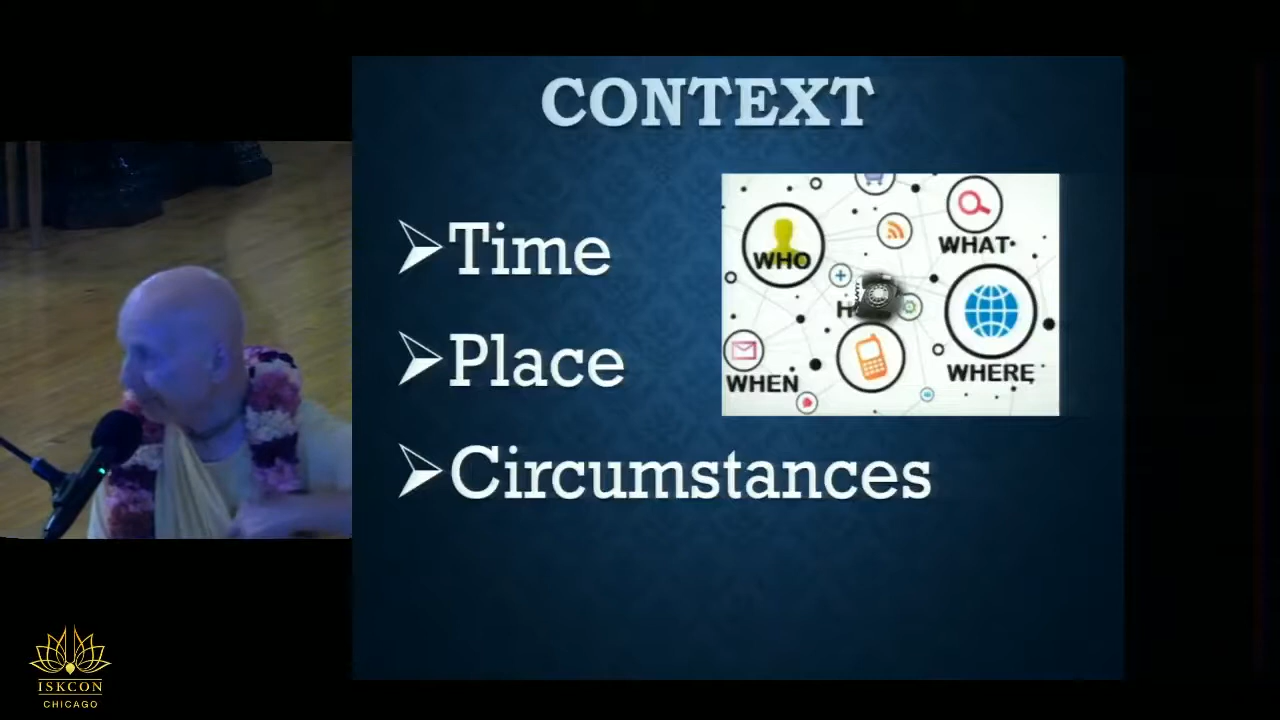 CONTEXT
Time
Place
Circumstances
WHO
WHAT
WHEN
WHERE
ISKCON
CHICAGO